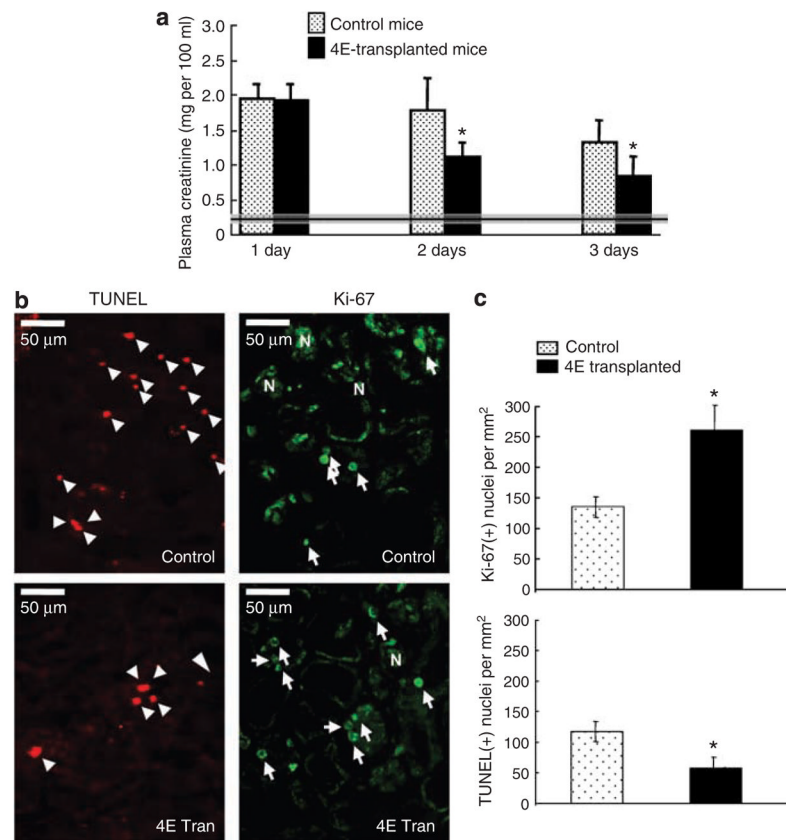 a
Control mice
4E-transplanted mice
Plasma creatinine (mg per 100 ml)
3.0
2.5
2.0
1.5
1.0
0.5
0
*
*
1 day
2 days
3 days
b
TUNEL
Ki-67
50 µm
Control
50 µm
N
N
N
Control
50 µm
4E Tran
50 µm
N
4E Tran
c
Control
4E transplanted
Ki-67(+) nuclei per mm²
300
250
200
150
100
50
0
*
TUNEL(+) nuclei per mm²
300
250
200
150
100
50
0
*